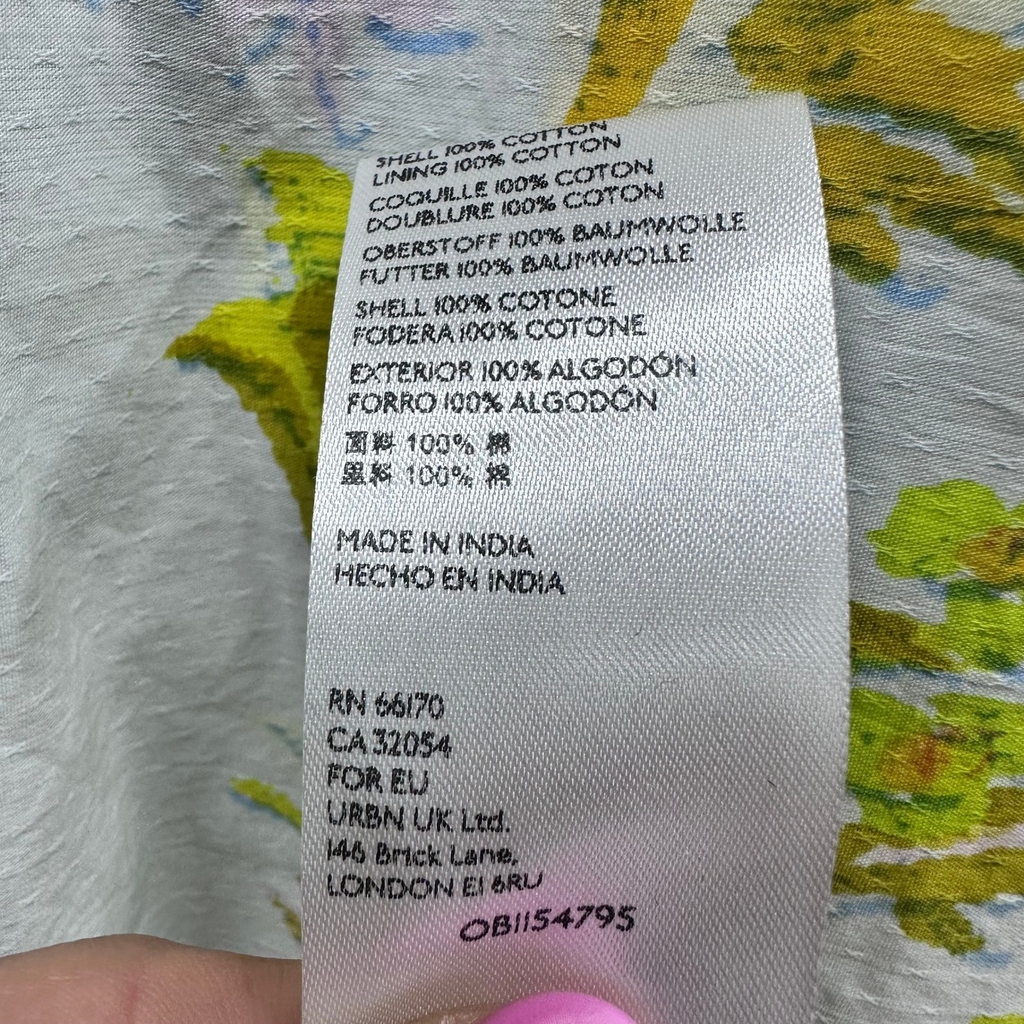 SHELL 100% COTTON
LINING 100% COTTON
COQUILLE 100% COTON
DOUBLURE 100% COTON
OBERSTOFF 100% BAUMWOLLE
FUTTER 100% BAUMWOLLE
SHELL 100% COTONE
FODERA 100% COTONE
EXTERIOR 100% ALGODÓN
FORRO 100% ALGODÓN
面料 100% 棉
里料 100% 棉
MADE IN INDIA
HECHO EN INDIA
RN 66170
CA 32054
FOR EU
URBN UK Ltd.
146 Brick Lane,
LONDON E1 6RU
OB1154795